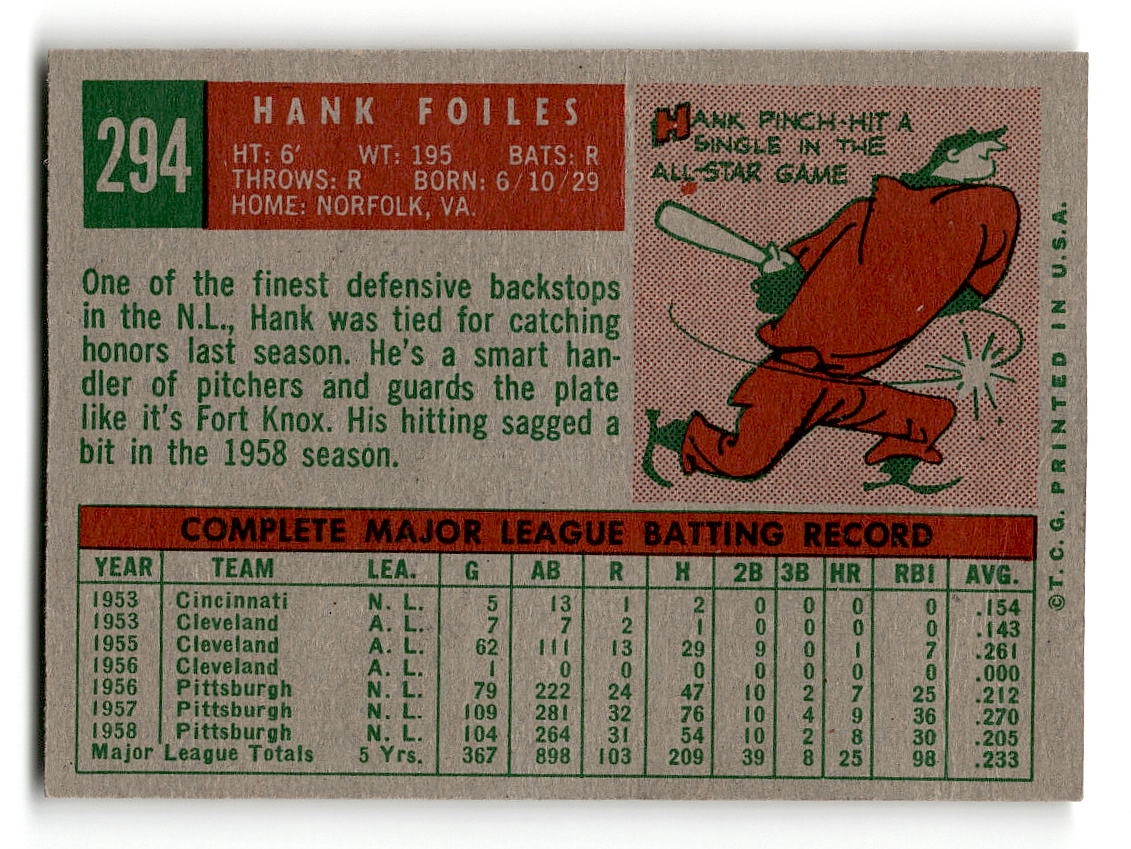 294
HANK FOILES
HT: 6' WT: 195 BATS: R
THROWS: R BORN: 6/10/29
HOME: NORFOLK, VA.
HANK PINCH-HIT A
SINGLE IN THE
ALL-STAR GAME
One of the finest defensive backstops
in the N.L., Hank was tied for catching
honors last season. He's a smart han-
dler of pitchers and guards the plate
like it's Fort Knox. His hitting sagged a
bit in the 1958 season.
COMPLETE MAJOR LEAGUE BATTING RECORD
YEAR TEAM LEA. G AB R H 2B 3B HR RBI AVG.
1953 Cincinnati N. L. 5 13 1 2 0 0 0 0 .154
1953 Cleveland A. L. 7 7 2 1 0 0 0 0 .143
1955 Cleveland A. L. 62 111 13 29 9 0 1 7 .261
1956 Cleveland A. L. 1 0 0 0 0 0 0 0 .000
1956 Pittsburgh N. L. 79 222 24 47 10 2 7 25 .212
1957 Pittsburgh N. L. 109 281 32 76 10 4 9 36 .270
1958 Pittsburgh N. L. 104 264 31 54 10 2 8 30 .205
Major League Totals 5 Yrs. 367 898 103 209 39 8 25 98 .233
© T. C. G. PRINTED IN U.S.A.